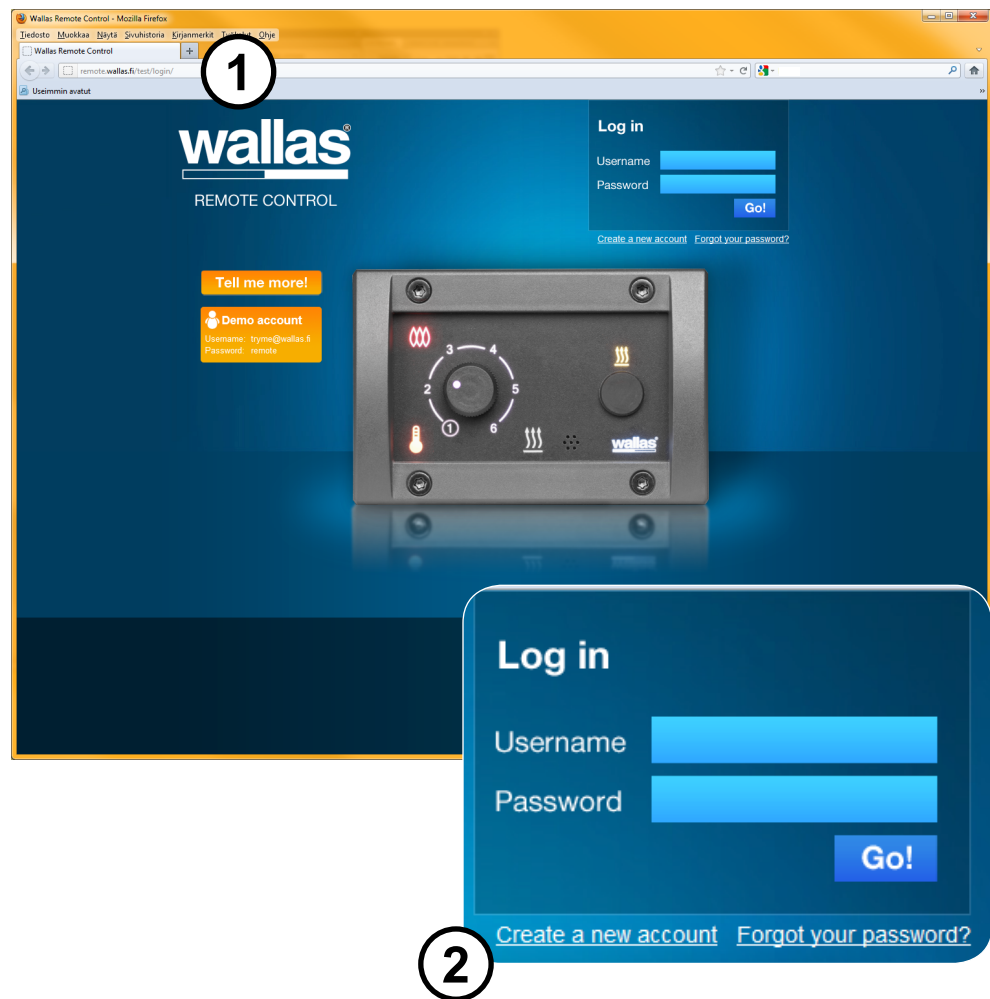 Wallas Remote Control - Mozilla Firefox
Tiedosto Muokkaa Näytä Sivuhistoria Kirjanmerkit Työkalut Ohje
Wallas Remote Control
+
remote.wallas.fi/test/login/
Useimmin avatut
»
1
wallas®
REMOTE CONTROL
Log in
Username
Password
Go!
Create a new account Forgot your password?
Tell me more!
Demo account
Username: tryme@wallas.fi
Password: remote
3 4
2 5
1 6
wallas
Log in
Username
Password
Go!
Create a new account Forgot your password?
2